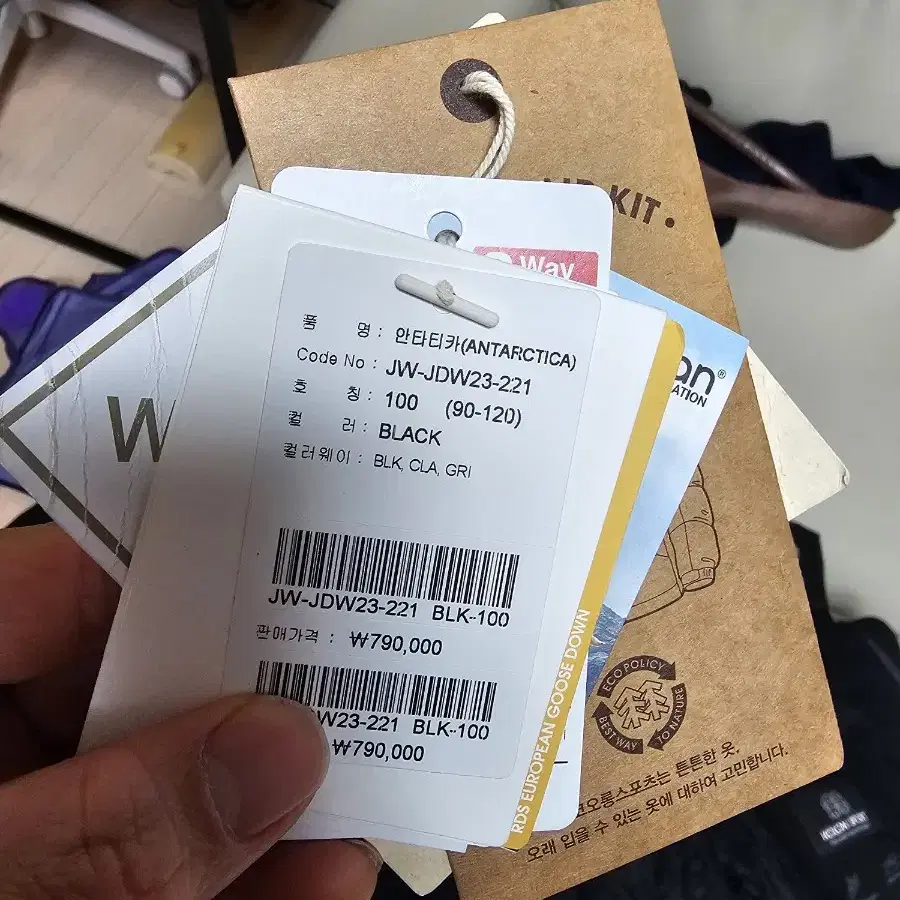 KIT.
Way
an®
ATION
W
품 명 : 안타티카(ANTARCTICA)
Code No : JW-JDW23-221
호 칭 : 100 (90-120)
컬 러 : BLACK
컬러웨이 : BLK, CLA, GRI
JW-JDW23-221 BLK-100
판매가격 : ₩790,000
W23-221 BLK-100
₩790,000
RDS EUROPEAN GOOSE DOWN
ECO POLICY
BEST WAY
TO NATURE
코오롱스포츠는 튼튼한 옷,
오래 입을 수 있는 옷에 대하여 고민합니다.